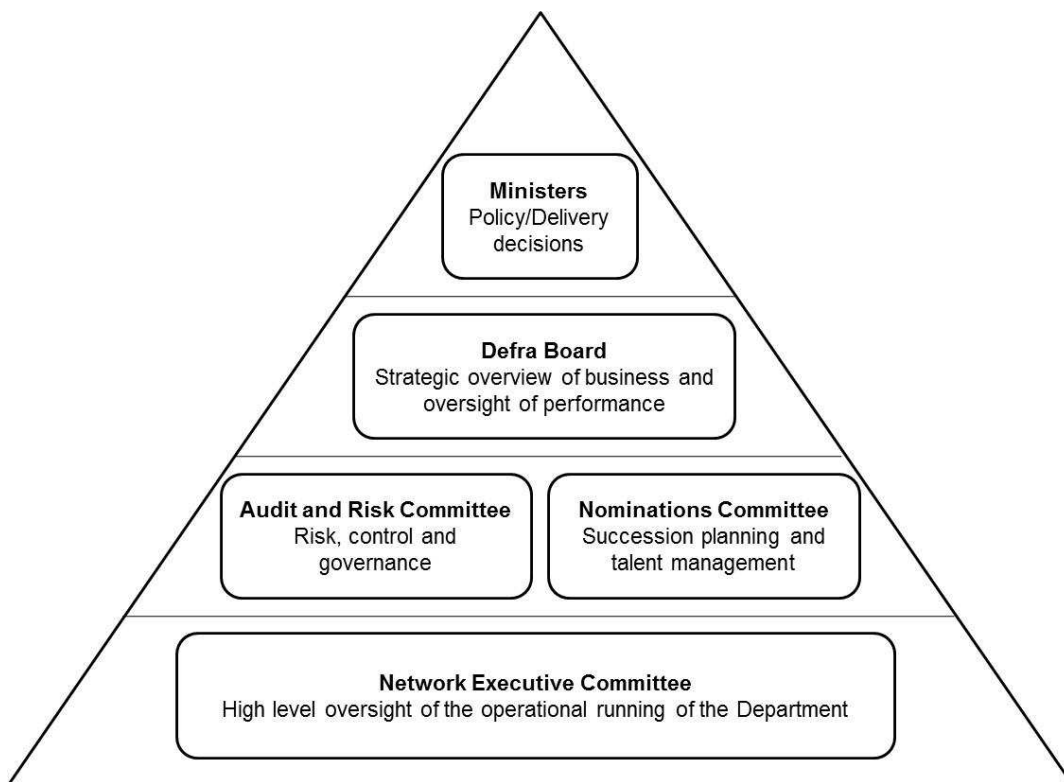 Ministers
Policy/Delivery
decisions
Defra Board
Strategic overview of business and
oversight of performance
Audit and Risk Committee
Risk, control and
governance
Nominations Committee
Succession planning and
talent management
Network Executive Committee
High level oversight of the operational running of the Department